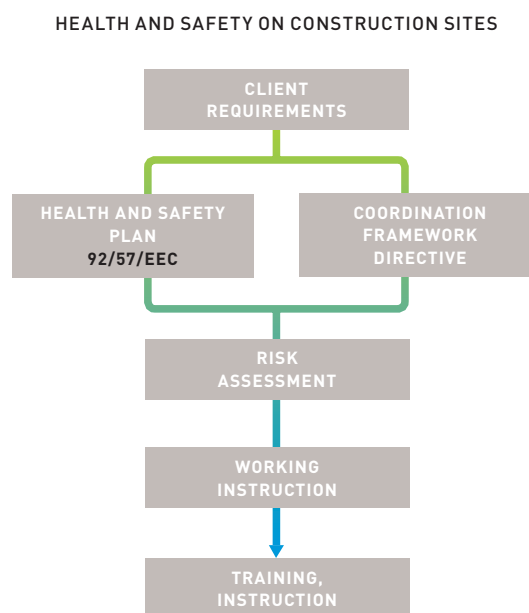 HEALTH AND SAFETY ON CONSTRUCTION SITES
CLIENT
REQUIREMENTS
HEALTH AND SAFETY
PLAN
92/57/EEC
COORDINATION
FRAMEWORK
DIRECTIVE
RISK
ASSESSMENT
WORKING
INSTRUCTION
TRAINING,
INSTRUCTION